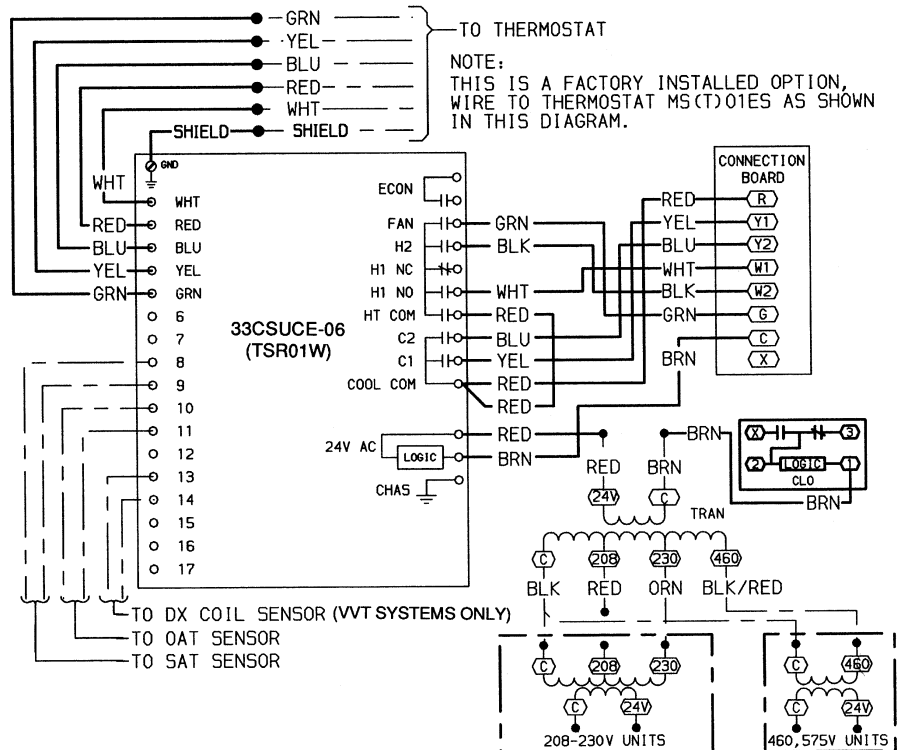 GRN
YEL
BLU
RED
WHT
SHIELD SHIELD
TO THERMOSTAT
NOTE:
THIS IS A FACTORY INSTALLED OPTION,
WIRE TO THERMOSTAT MS(T)01ES AS SHOWN
IN THIS DIAGRAM.
GND
WHT WHT
RED RED
BLU BLU
YEL YEL
GRN GRN
6
7
8
9
10
11
12
13
14
15
16
17
33CSUCE-06
(TSR01W)
ECON
FAN GRN
H2 BLK
H1 NC
H1 NO WHT
HT COM RED
C2 BLU
C1 YEL
COOL COM RED
RED
24V AC RED
LOGIC BRN
CHAS
CONNECTION
BOARD
RED R
YEL Y1
BLU Y2
WHT W1
BLK W2
GRN G
BRN C
X
BRN
X 3
2 LOGIC 1
CLO
BRN
RED BRN
24V C
TRAN
C 208 230 460
BLK RED ORN BLK/RED
TO DX COIL SENSOR (VVT SYSTEMS ONLY)
TO OAT SENSOR
TO SAT SENSOR
C 208 230
C 24V
208-230V UNITS
C 460
C 24V
460,575V UNITS